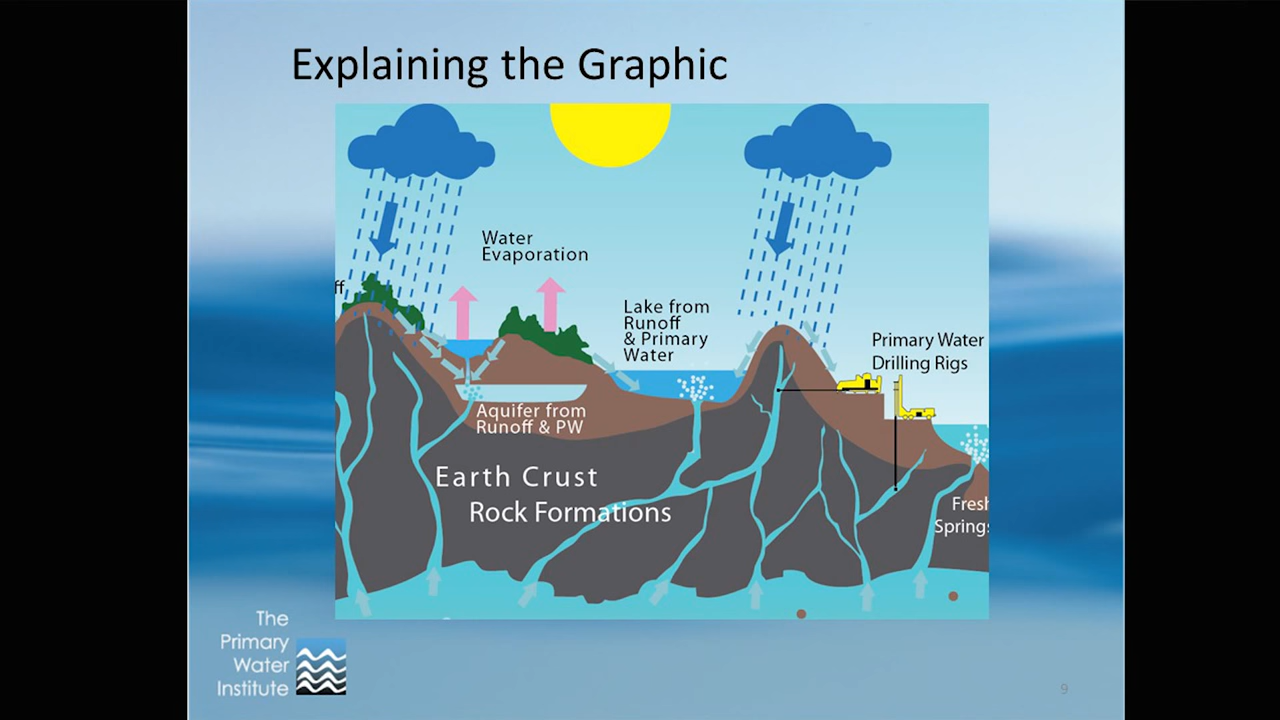 Explaining the Graphic
Water
Evaporation
ff
Lake from
Runoff
& Primary
Water
Primary Water
Drilling Rigs
Aquifer from
Runoff & PW
Earth Crust
Rock Formations
Fresh
Springs
The
Primary
Water
Institute
9